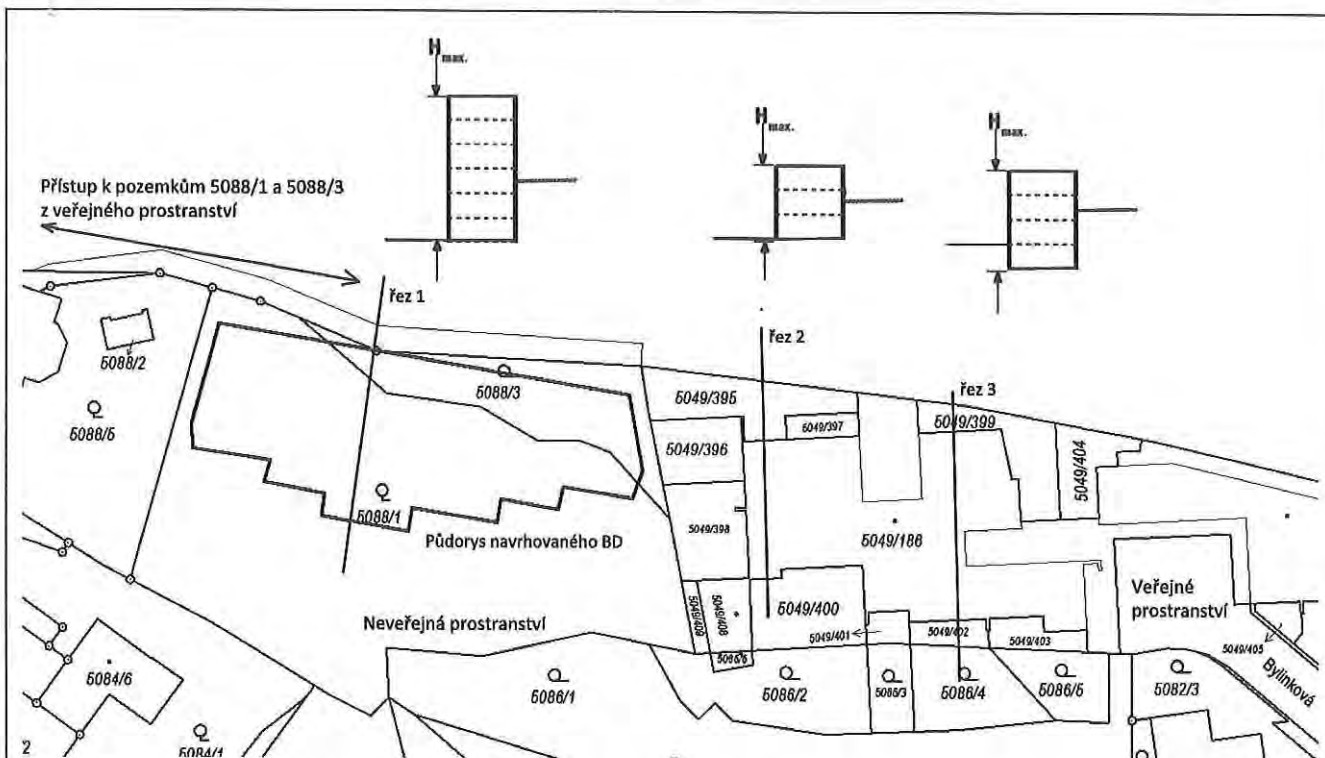 H max.
H max.
H max.
Přístup k pozemkům 5088/1 a 5088/3
z veřejného prostranství
řez 1
řez 2
řez 3
5088/2
5088/3
5088/5
5049/395
5049/397
5049/399
5049/396
5049/404
5088/1
5049/398
5049/186
Půdorys navrhovaného BD
Veřejné
prostranství
5049/409
5049/408
5049/400
Neveřejná prostranství
5049/401
5049/402
5049/403
5049/405
Bylinková
5084/6
5086/6
5086/1
5086/2
5086/3
5086/4
5086/5
5082/3
5084/1
2